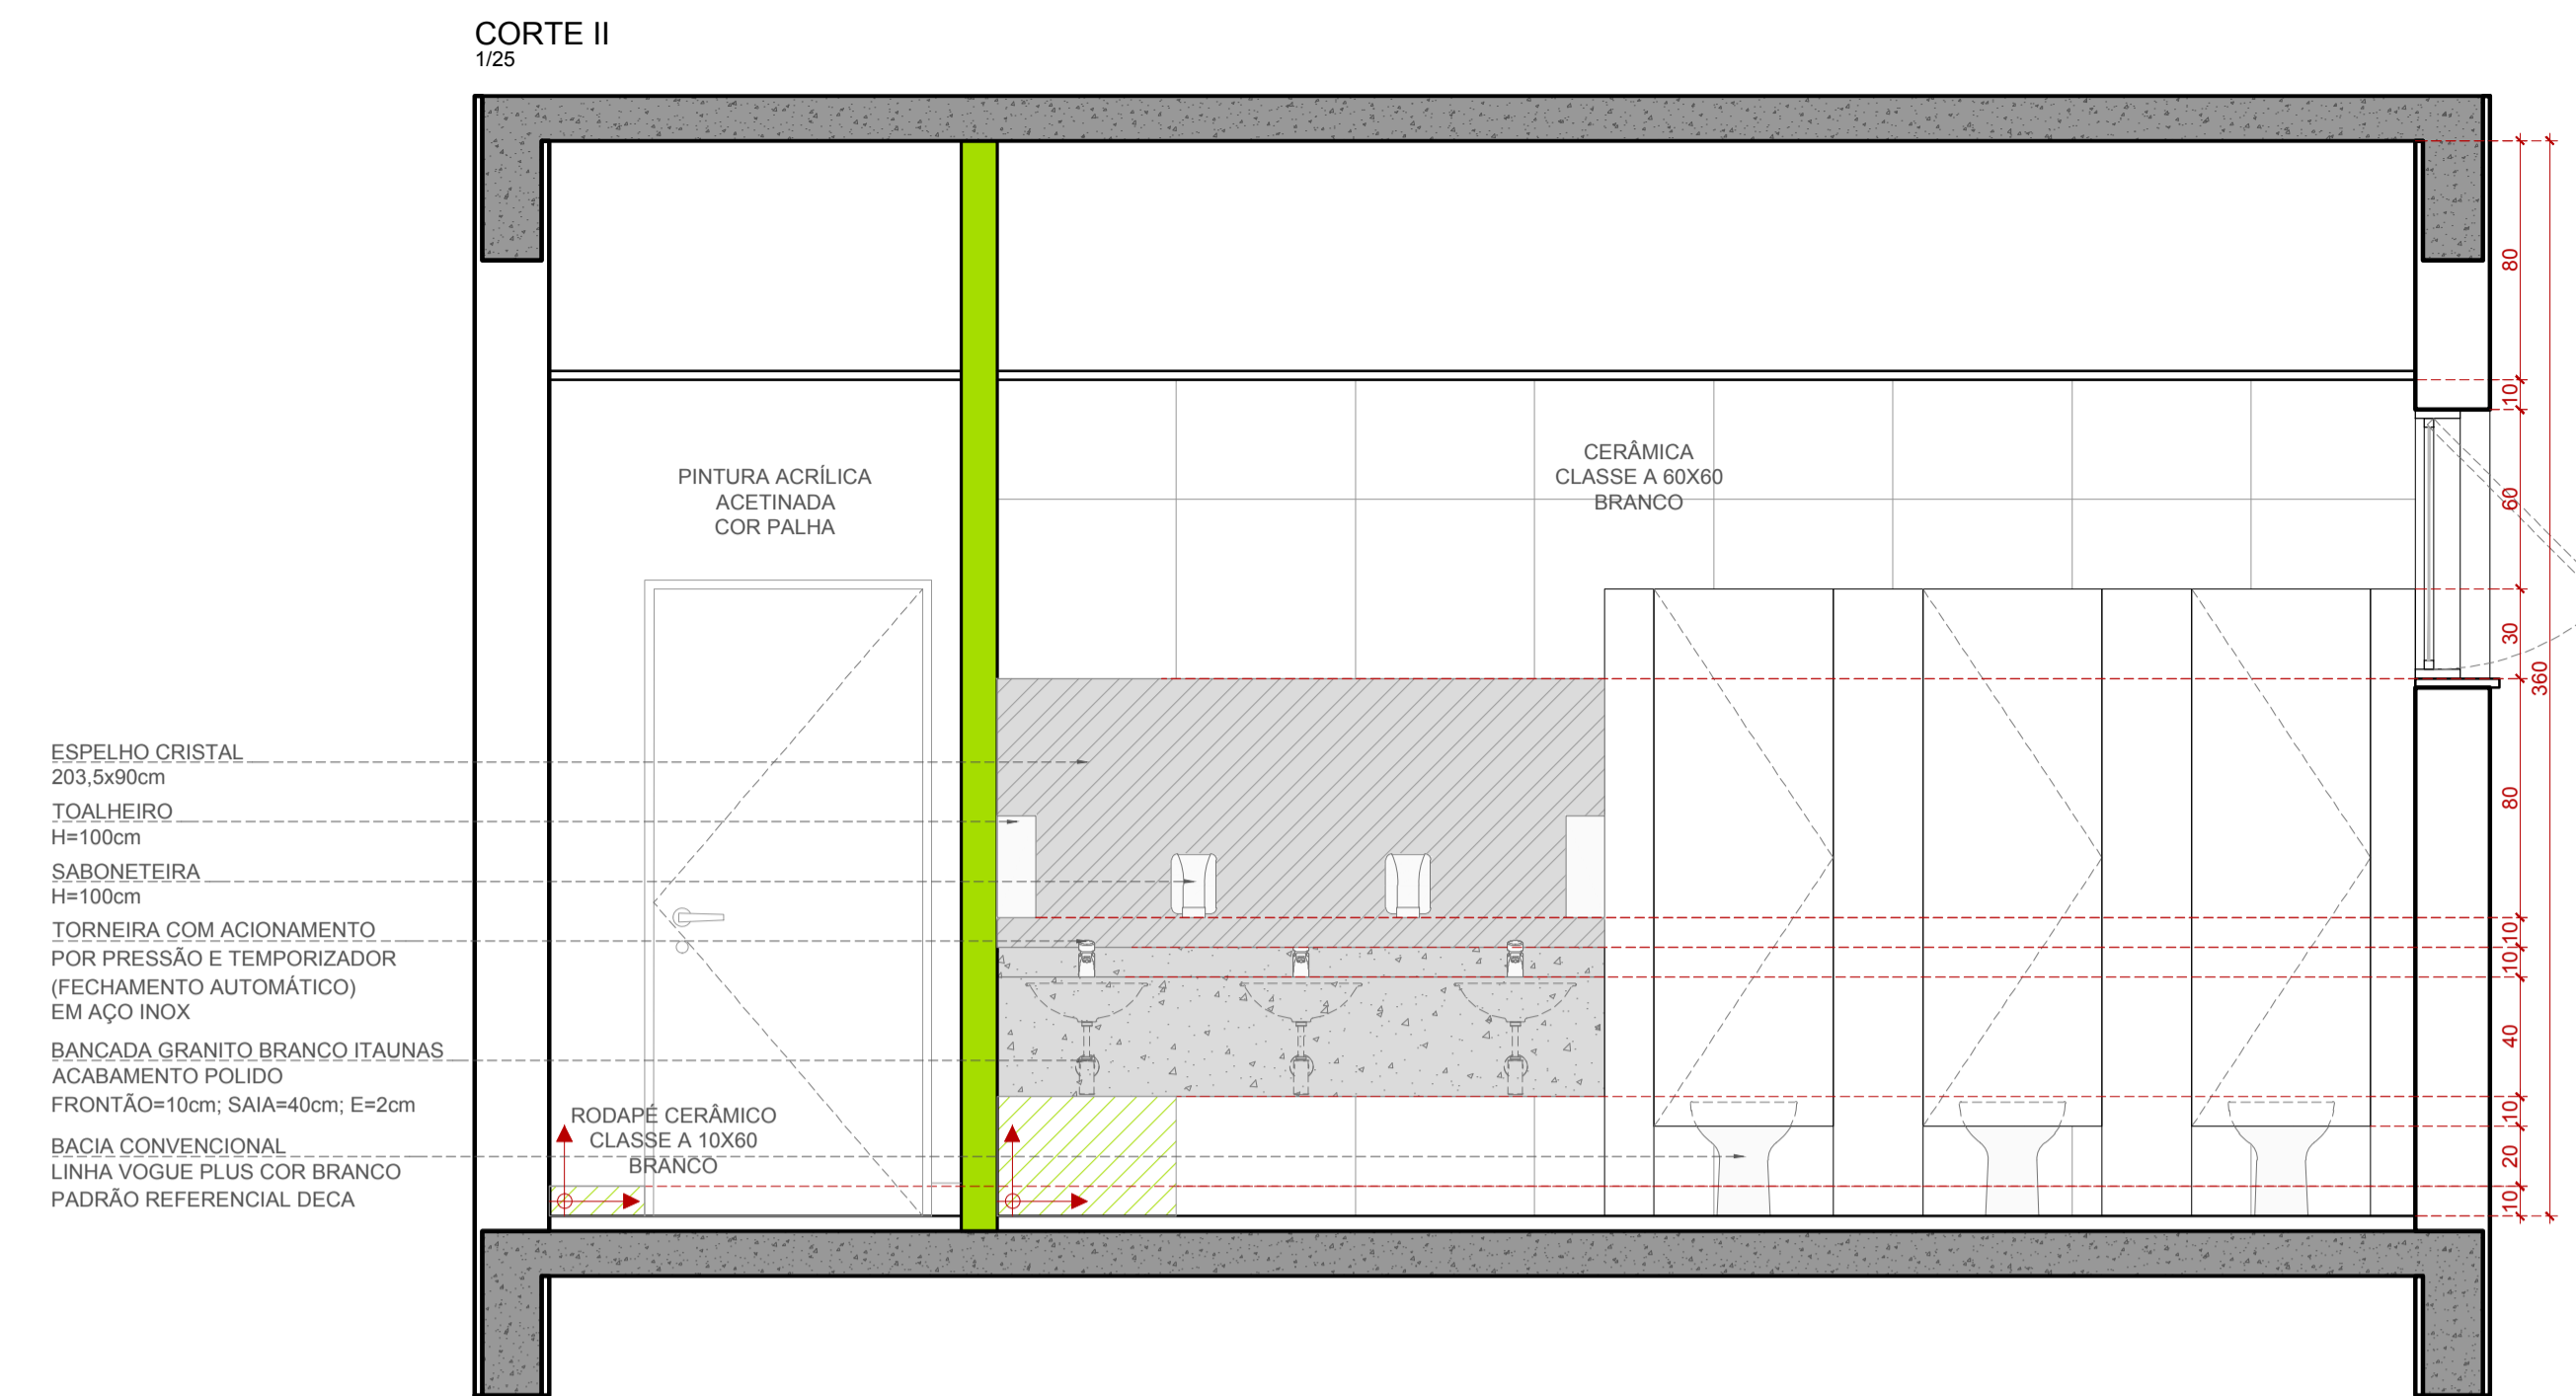 CORTE II
1/25
PINTURA ACRÍLICA
ACETINADA
COR PALHA
CERÂMICA
CLASSE A 60X60
BRANCO
ESPELHO CRISTAL
203,5x90cm
TOALHEIRO
H=100cm
SABONETEIRA
H=100cm
TORNEIRA COM ACIONAMENTO
POR PRESSÃO E TEMPORIZADOR
(FECHAMENTO AUTOMÁTICO)
EM AÇO INOX
BANCADA GRANITO BRANCO ITAUNAS
ACABAMENTO POLIDO
FRONTÃO=10cm; SAIA=40cm; E=2cm
BACIA CONVENCIONAL
LINHA VOGUE PLUS COR BRANCO
PADRÃO REFERENCIAL DECA
RODAPÉ CERÂMICO
CLASSE A 10X60
BRANCO
80
10
60
30
80
10
10
40
10
20
10
360